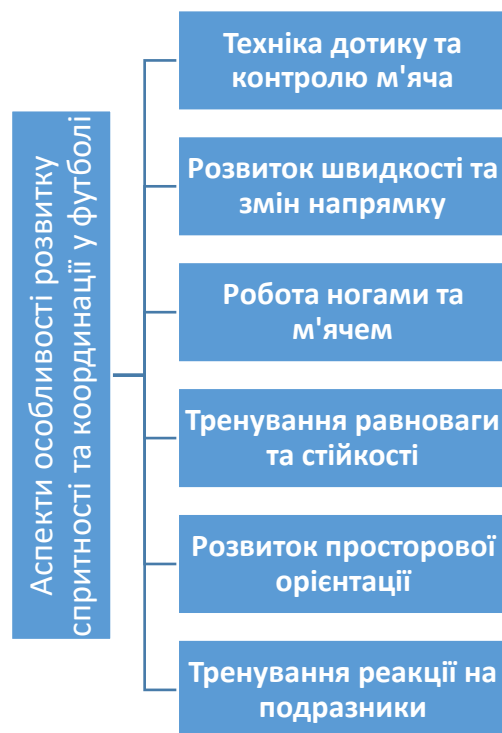 Аспекти особливості розвитку
спритності та координації у футболі
Техніка дотику та
контролю м'яча
Розвиток швидкості та
змін напрямку
Робота ногами та
м'ячем
Тренування рівноваги
та стійкості
Розвиток просторової
орієнтації
Тренування реакції на
подразники